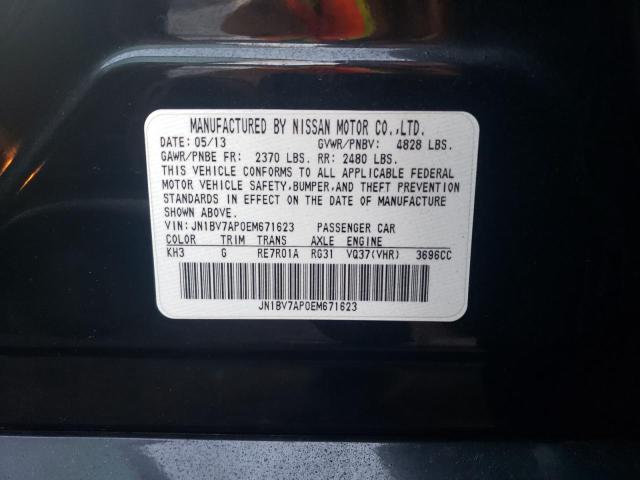 MANUFACTURED BY NISSAN MOTOR CO.,LTD.
DATE: 05/13 GVWR/PNBV: 4828 LBS.
GAWR/PNBE FR: 2370 LBS. RR: 2480 LBS.
THIS VEHICLE CONFORMS TO ALL APPLICABLE FEDERAL
MOTOR VEHICLE SAFETY,BUMPER,AND THEFT PREVENTION
STANDARDS IN EFFECT ON THE DATE OF MANUFACTURE
SHOWN ABOVE.
VIN: JN1BV7AP0EM671623 PASSENGER CAR
COLOR TRIM TRANS AXLE ENGINE
KH3 G RE7R01A RG31 VQ37(VHR) 3696CC
JN1BV7AP0EM671623